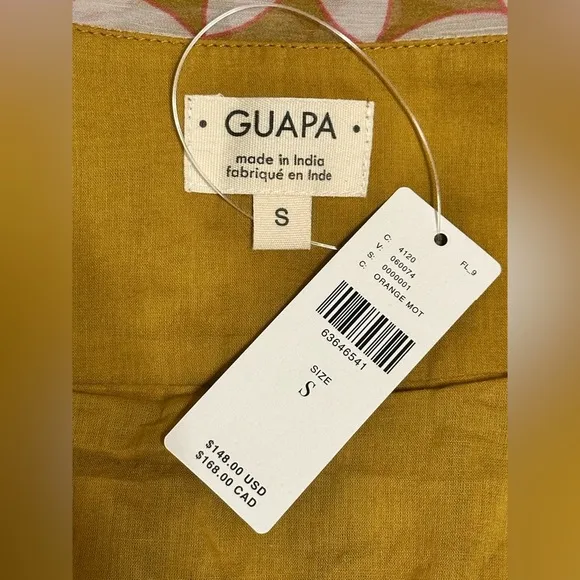 • GUAPA •
made in India
fabriqué en Inde
S
C: 4120
V: 060074
S: 0000001
C: ORANGE MOT
FL_9
63646541
SIZE
S
$148.00 USD
$168.00 CAD